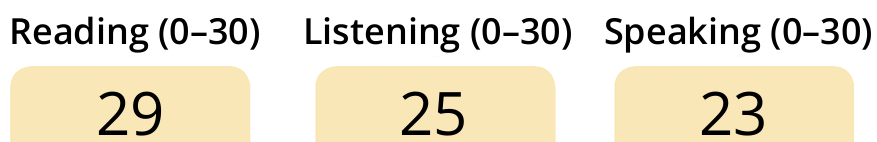 Reading (0–30) Listening (0–30) Speaking (0–30)
29 25 23